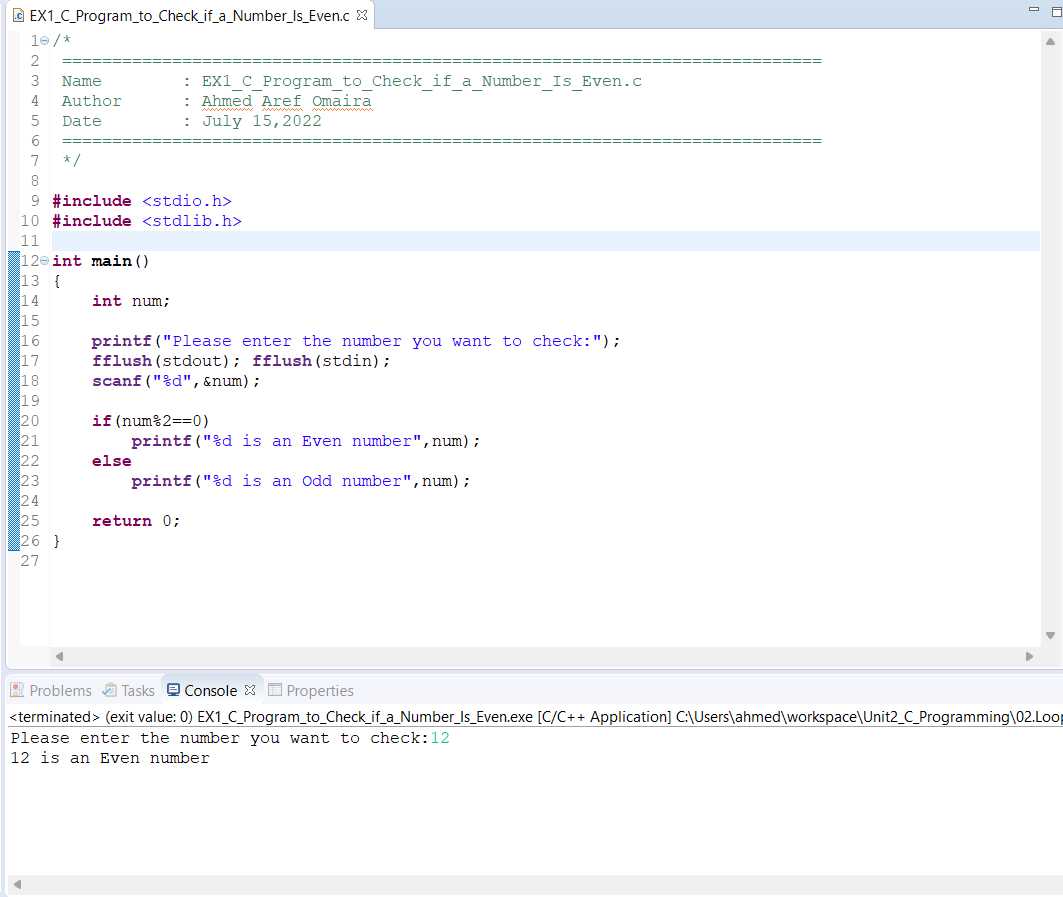 EX1_C_Program_to_Check_if_a_Number_Is_Even.c
1 /*
2 ============================================================================
3 Name        : EX1_C_Program_to_Check_if_a_Number_Is_Even.c
4 Author      : Ahmed Aref Omaira
5 Date        : July 15,2022
6 ============================================================================
7 */
8
9 #include <stdio.h>
10 #include <stdlib.h>
11
12 int main()
13 {
14     int num;
15
16     printf("Please enter the number you want to check:");
17     fflush(stdout); fflush(stdin);
18     scanf("%d",&num);
19
20     if(num%2==0)
21         printf("%d is an Even number",num);
22     else
23         printf("%d is an Odd number",num);
24
25     return 0;
26 }
27
Problems Tasks Console Properties
<terminated> (exit value: 0) EX1_C_Program_to_Check_if_a_Number_Is_Even.exe [C/C++ Application] C:\Users\ahmed\workspace\Unit2_C_Programming\02.Loop
Please enter the number you want to check:12
12 is an Even number